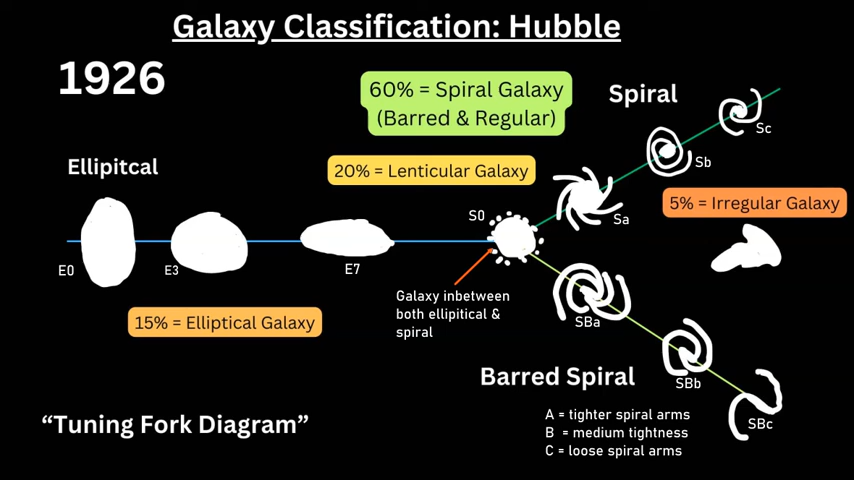 Galaxy Classification: Hubble
1926
60% = Spiral Galaxy
(Barred & Regular)
Spiral
Sc
Sb
Ellipitcal
20% = Lenticular Galaxy
S0
Sa
5% = Irregular Galaxy
E0
E3
E7
Galaxy inbetween
both ellipitical &
spiral
15% = Elliptical Galaxy
SBa
Barred Spiral
SBb
"Tuning Fork Diagram"
A = tighter spiral arms
B = medium tightness
C = loose spiral arms
SBc